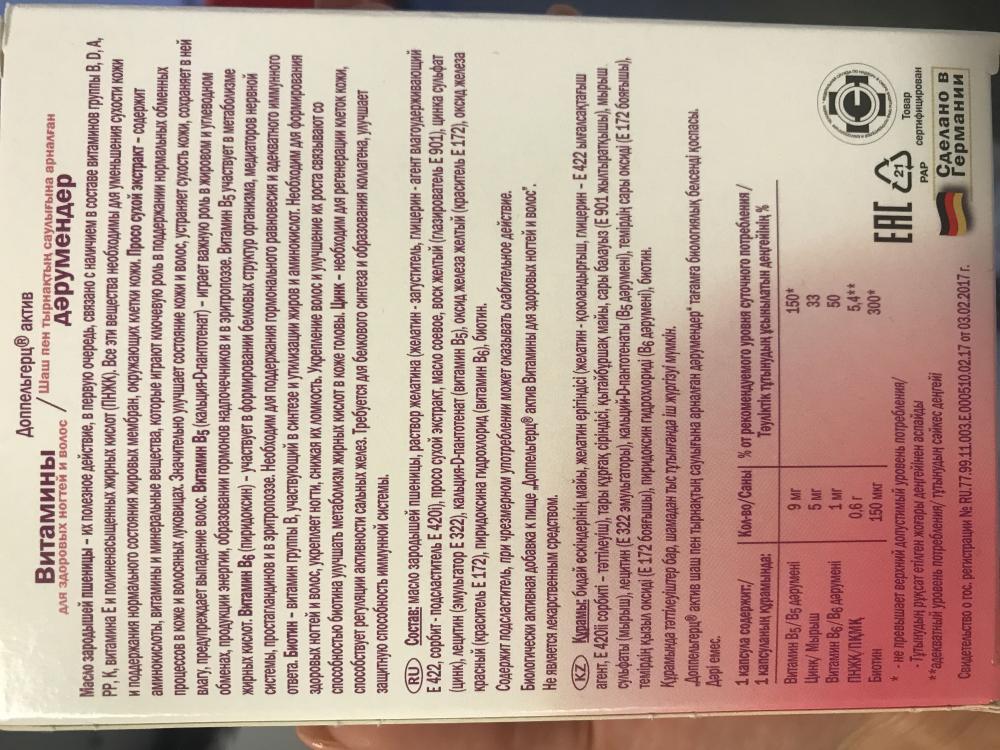 Доппельгерц® актив
Витамины / Шаш пен тырнақтың саулығына арналған
для здоровых ногтей и волос дәрумендер
Масло зародышей пшеницы – их полезное действие, в первую очередь, связано с наличием в составе витаминов группы B, D, A,
PP, K, витамина E и полиненасыщенных жирных кислот (ПНЖК). Все эти вещества необходимы для уменьшения сухости кожи
и поддержания нормального состояния жировых мембран, окружающих клетки кожи. Просо сухой экстракт – содержит
аминокислоты, витамины и минеральные вещества, которые играют ключевую роль в поддержании нормальных обменных
процессов в коже и волосяных луковицах. Значительно улучшает состояние кожи и волос, устраняет сухость кожи, сохраняет в ней
влагу, предупреждает выпадение волос. Витамин B5 (кальция-D-пантотенат) – играет важную роль в жировом и углеводном
обменах, продукции энергии, образовании гормонов надпочечников и в эритропоэзе. Витамин B5 участвует в метаболизме
жирных кислот. Витамин B6 (пиридоксин) – участвует в формировании белковых структур организма, медиаторов нервной
системы, простагландинов и в эритропоэзе. Необходим для поддержания гормонального равновесия и адекватного иммунного
ответа. Биотин – витамин группы B, участвующий в синтезе и утилизации жиров и аминокислот. Необходим для формирования
здоровых ногтей и волос, укрепляет ногти, снижая их ломкость. Укрепление волос и улучшение их роста связывают со
способностью биотина улучшать метаболизм жирных кислот в коже головы. Цинк – необходим для регенерации клеток кожи,
способствует регуляции активности сальных желез. Требуется для белкового синтеза и образования коллагена, улучшает
защитную способность иммунной системы.
RU Состав: масло зародышей пшеницы, раствор желатина (желатин - загуститель, глицерин - агент влагоудерживающий
E 422, сорбит - подсластитель E 420i), просо сухой экстракт, масло соевое, воск желтый (глазирователь E 901), цинка сульфат
(цинк), лецитин (эмульгатор E 322), кальция-D-пантотенат (витамин B5), оксид железа желтый (краситель E 172), оксид железа
красный (краситель E 172), пиридоксина гидрохлорид (витамин B6), биотин.
Содержит подсластитель, при чрезмерном употреблении может оказывать слабительное действие.
Биологически активная добавка к пище „Доппельгерц® актив Витамины для здоровых ногтей и волос".
Не является лекарственным средством.
KZ Құрамы: бидай өскіндерінің майы, желатин ерітіндісі (желатин - қоюландырғыш, глицерин – E 422 ылғалсақтағыш
агент, E 420ii сорбиті – тәттілеуіш), тары құрғақ сіріндісі, қытайбұршақ майы, сары балауыз (E 901 жылтыратқышы), мырыш
сульфаты (мырыш), лецитин (E 322 эмульгаторы), кальций-D-пантотенаты (B5 дәрумені), темірдің сары оксиді (E 172 бояғышы),
темірдің қызыл оксиді (E 172 бояғышы), пиридоксин гидрохлориді (B6 дәрумені), биотин.
Құрамында тәттілеуіштер бар, шамадан тыс тұтынғанда іш жүргізуі мүмкін.
„Доппельгерц® актив шаш пен тырнақтың саулығына арналған дәрумендер" тағамға биологиялық белсенді қоспасы.
Дәрі емес.
1 капсула содержит/ Кол-во/Саны % от рекомендуемого уровня суточного потребления /
1 капсуланың құрамында: Тәуліктік тұтынудың ұсынылатын деңгейінің %
Витамин B5/ B5 дәрумені 9 мг 150*
Цинк/ Мырыш 5 мг 33
Витамин B6/ B6 дәрумені 1 мг 50
ПНЖК/ПҚМҚ 0,6 г 5,4**
Биотин 150 мкг 300*
* - не превышает верхний допустимый уровень потребления/
- Тұтынудың рұқсат етілген жоғары деңгейінен аспайды
**адекватный уровень потребления/ тұтынудың сәйкес деңгейі
Свидетельство о гос. регистрации № RU.77.99.11.003.E.000510.02.17 от 03.02.2017 г.
EAC
21
PAP
Товар
сертифицирован
Сделано в
Германии